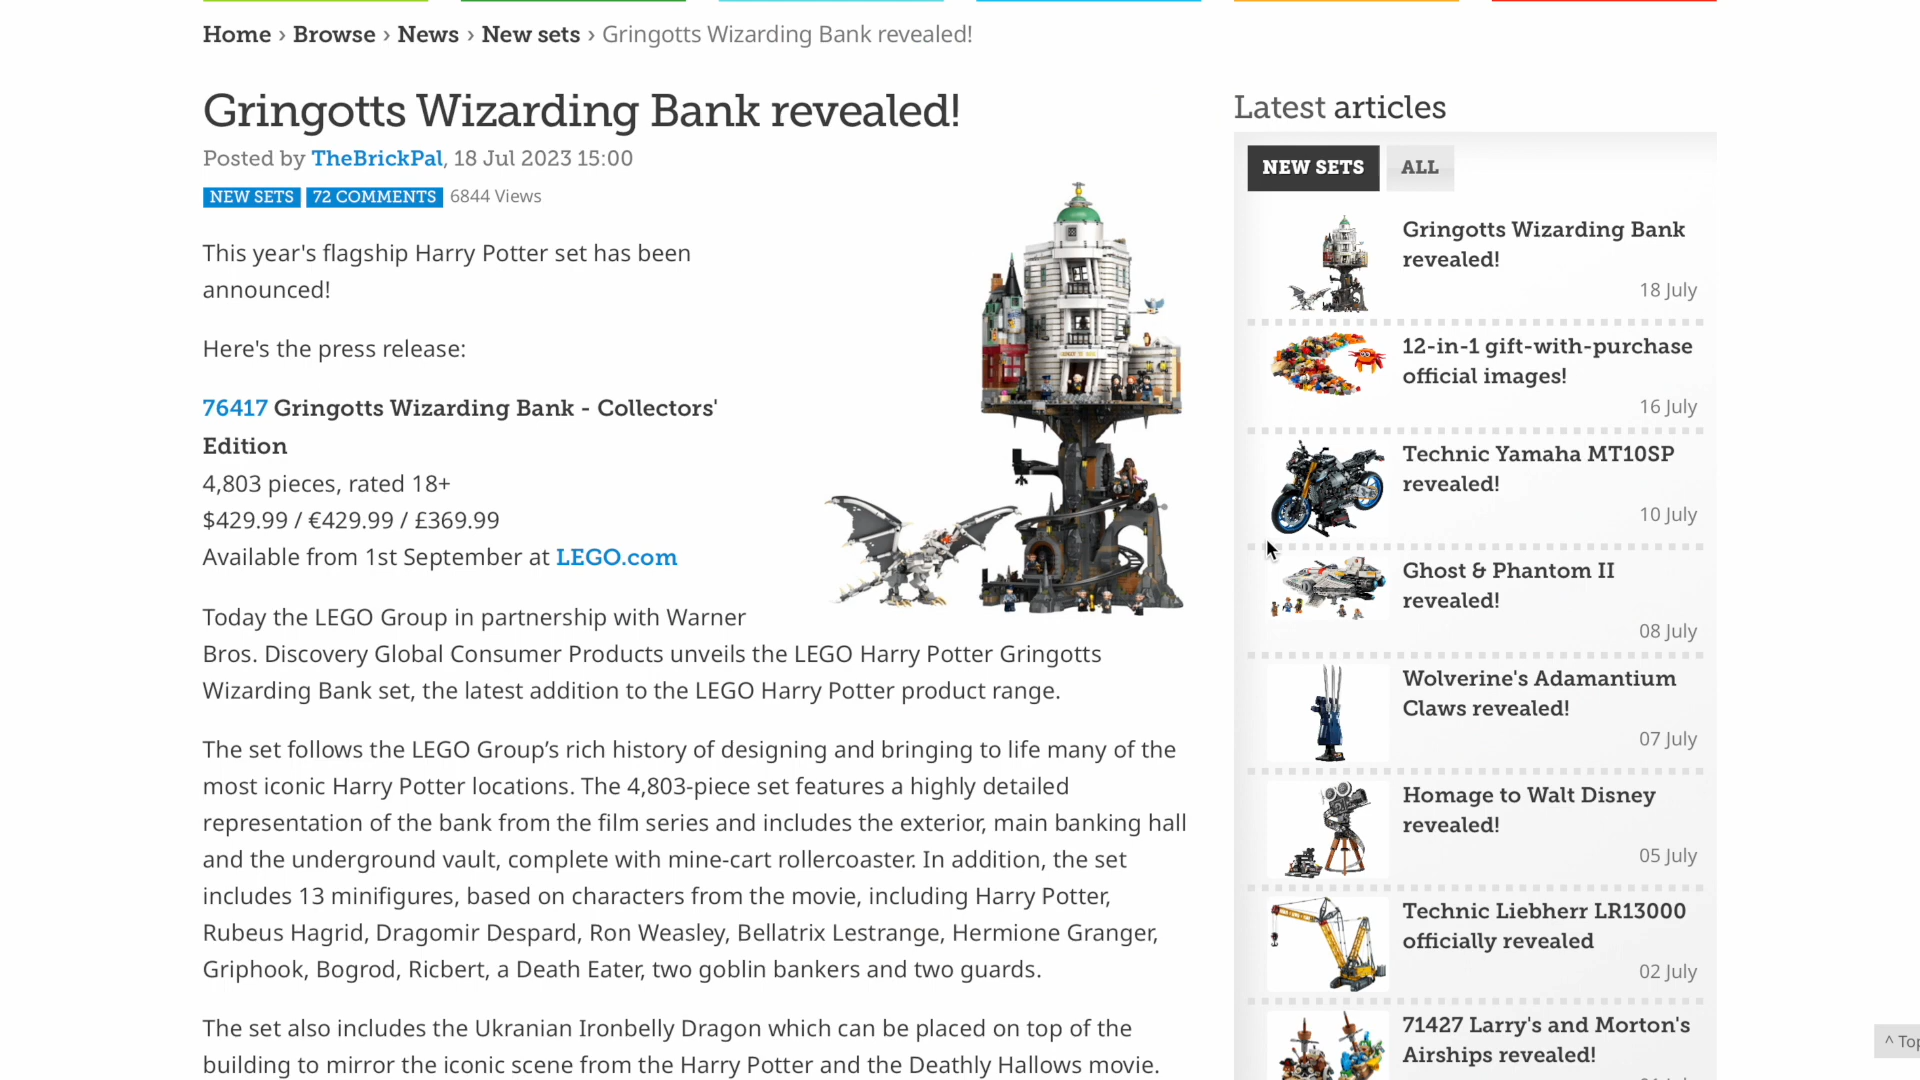 Home › Browse › News › New sets › Gringotts Wizarding Bank revealed!
Gringotts Wizarding Bank revealed!
Posted by TheBrickPal, 18 Jul 2023 15:00
NEW SETS 72 COMMENTS 6844 Views
This year's flagship Harry Potter set has been
announced!
Here's the press release:
76417 Gringotts Wizarding Bank - Collectors'
Edition
4,803 pieces, rated 18+
$429.99 / €429.99 / £369.99
Available from 1st September at LEGO.com
Today the LEGO Group in partnership with Warner
Bros. Discovery Global Consumer Products unveils the LEGO Harry Potter Gringotts
Wizarding Bank set, the latest addition to the LEGO Harry Potter product range.
The set follows the LEGO Group’s rich history of designing and bringing to life many of the
most iconic Harry Potter locations. The 4,803-piece set features a highly detailed
representation of the bank from the film series and includes the exterior, main banking hall
and the underground vault, complete with mine-cart rollercoaster. In addition, the set
includes 13 minifigures, based on characters from the movie, including Harry Potter,
Rubeus Hagrid, Dragomir Despard, Ron Weasley, Bellatrix Lestrange, Hermione Granger,
Griphook, Bogrod, Ricbert, a Death Eater, two goblin bankers and two guards.
The set also includes the Ukranian Ironbelly Dragon which can be placed on top of the
building to mirror the iconic scene from the Harry Potter and the Deathly Hallows movie.
Latest articles
NEW SETS ALL
Gringotts Wizarding Bank
revealed!
18 July
12-in-1 gift-with-purchase
official images!
16 July
Technic Yamaha MT10SP
revealed!
10 July
Ghost & Phantom II
revealed!
08 July
Wolverine's Adamantium
Claws revealed!
07 July
Homage to Walt Disney
revealed!
05 July
Technic Liebherr LR13000
officially revealed
02 July
71427 Larry's and Morton's
Airships revealed!
^ Top